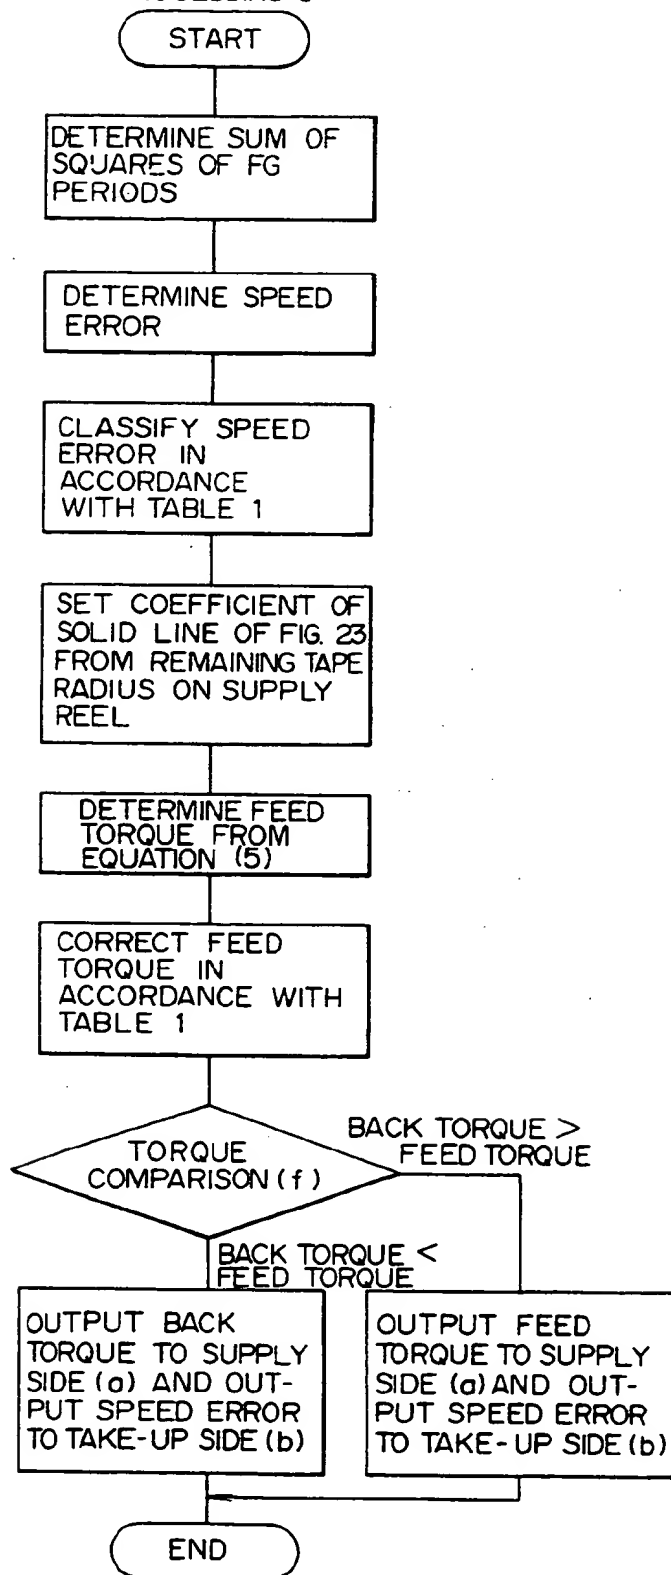 START
DETERMINE SUM OF
SQUARES OF FG
PERIODS
DETERMINE SPEED
ERROR
CLASSIFY SPEED
ERROR IN
ACCORDANCE
WITH TABLE 1
SET COEFFICIENT OF
SOLID LINE OF FIG. 23
FROM REMAINING TAPE
RADIUS ON SUPPLY
REEL
DETERMINE FEED
TORQUE FROM
EQUATION (5)
CORRECT FEED
TORQUE IN
ACCORDANCE WITH
TABLE 1
TORQUE
COMPARISON (f)
BACK TORQUE >
FEED TORQUE
BACK TORQUE <
FEED TORQUE
OUTPUT BACK
TORQUE TO SUPPLY
SIDE (a) AND OUT-
PUT SPEED ERROR
TO TAKE-UP SIDE (b)
OUTPUT FEED
TORQUE TO SUPPLY
SIDE (a) AND OUT-
PUT SPEED ERROR
TO TAKE-UP SIDE (b)
END